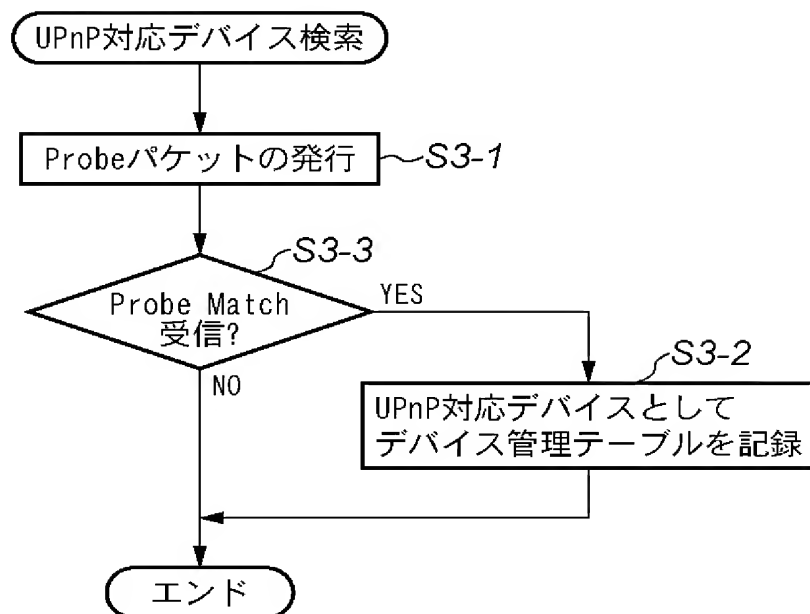 UPnP対応デバイス検索
Probeパケットの発行
S3-1
S3-3
Probe Match
受信?
YES
NO
S3-2
UPnP対応デバイスとして
デバイス管理テーブルを記録
エンド